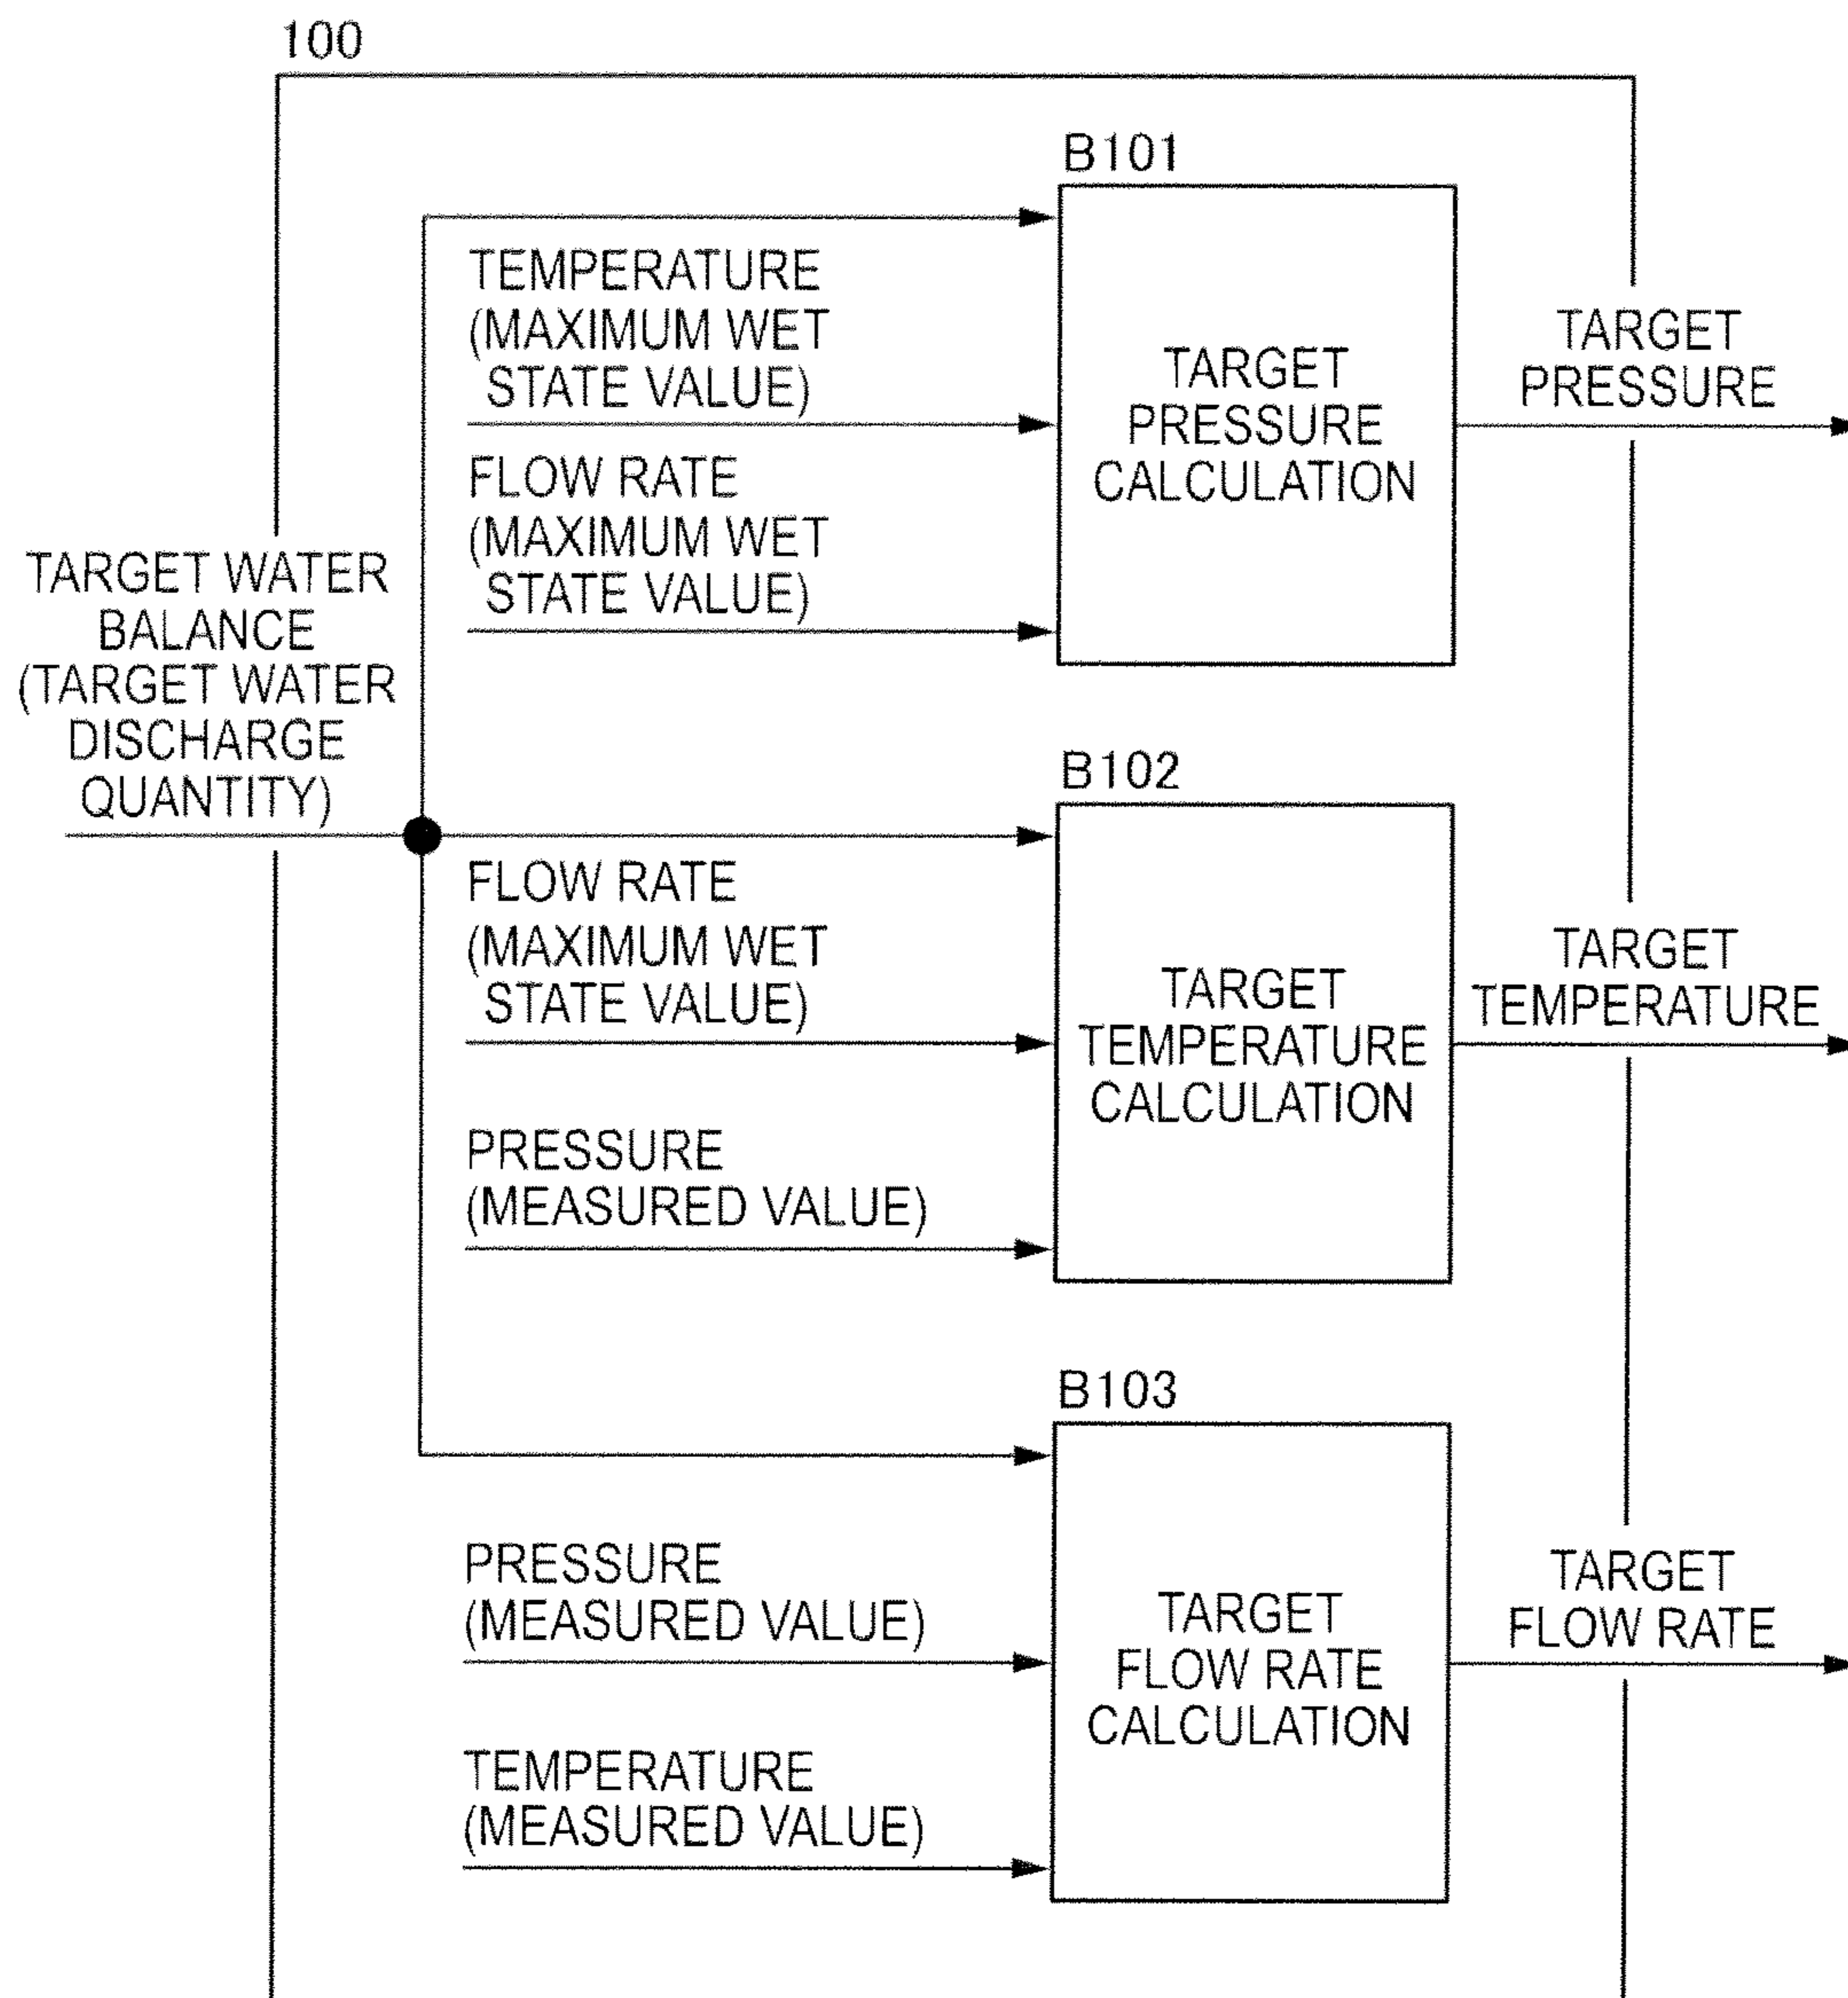 100
B101
TEMPERATURE
(MAXIMUM WET
STATE VALUE)
FLOW RATE
(MAXIMUM WET
STATE VALUE)
TARGET
PRESSURE
CALCULATION
TARGET
PRESSURE
TARGET WATER
BALANCE
(TARGET WATER
DISCHARGE
QUANTITY)
B102
FLOW RATE
(MAXIMUM WET
STATE VALUE)
PRESSURE
(MEASURED VALUE)
TARGET
TEMPERATURE
CALCULATION
TARGET
TEMPERATURE
B103
PRESSURE
(MEASURED VALUE)
TEMPERATURE
(MEASURED VALUE)
TARGET
FLOW RATE
CALCULATION
TARGET
FLOW RATE